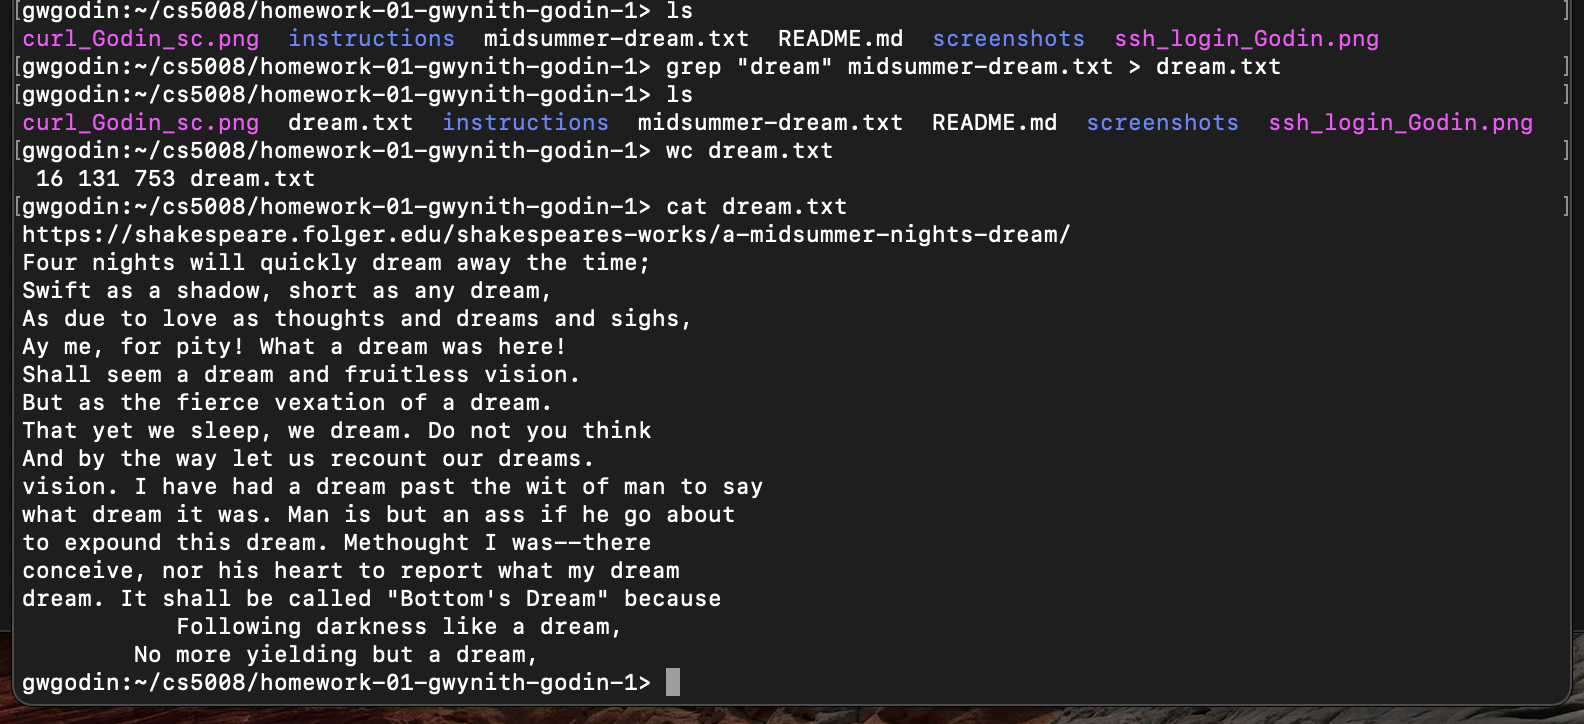 [gwgodin:~/cs5008/homework-01-gwynith-godin-1> ls ]
curl_Godin_sc.png  instructions  midsummer-dream.txt  README.md  screenshots  ssh_login_Godin.png
[gwgodin:~/cs5008/homework-01-gwynith-godin-1> grep "dream" midsummer-dream.txt > dream.txt ]
[gwgodin:~/cs5008/homework-01-gwynith-godin-1> ls ]
curl_Godin_sc.png  dream.txt  instructions  midsummer-dream.txt  README.md  screenshots  ssh_login_Godin.png
[gwgodin:~/cs5008/homework-01-gwynith-godin-1> wc dream.txt ]
 16 131 753 dream.txt
[gwgodin:~/cs5008/homework-01-gwynith-godin-1> cat dream.txt ]
https://shakespeare.folger.edu/shakespeares-works/a-midsummer-nights-dream/
Four nights will quickly dream away the time;
Swift as a shadow, short as any dream,
As due to love as thoughts and dreams and sighs,
Ay me, for pity! What a dream was here!
Shall seem a dream and fruitless vision.
But as the fierce vexation of a dream.
That yet we sleep, we dream. Do not you think
And by the way let us recount our dreams.
vision. I have had a dream past the wit of man to say
what dream it was. Man is but an ass if he go about
to expound this dream. Methought I was--there
conceive, nor his heart to report what my dream
dream. It shall be called "Bottom's Dream" because
           Following darkness like a dream,
        No more yielding but a dream,
gwgodin:~/cs5008/homework-01-gwynith-godin-1>